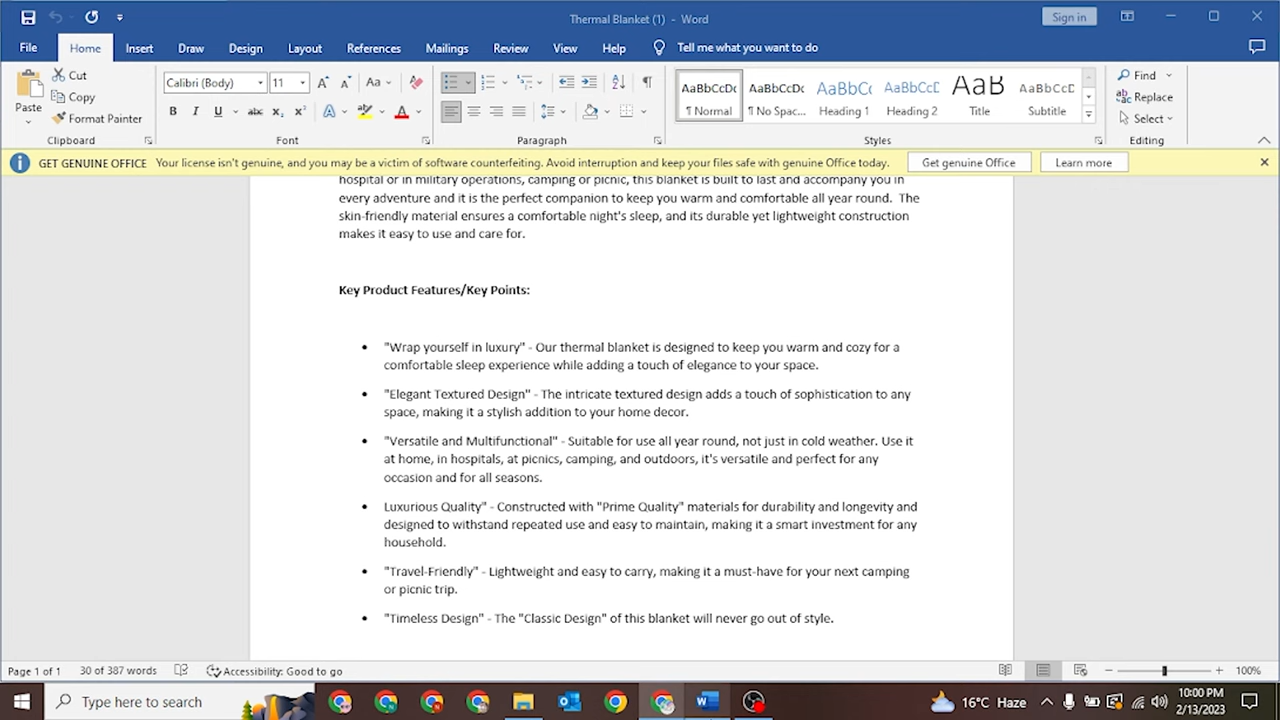 Thermal Blanket (1) - Word
Sign in
File Home Insert Draw Design Layout References Mailings Review View Help Tell me what you want to do
Paste
Cut
Copy
Format Painter
Clipboard
Calibri (Body) 11
Aa
B I U abc x₂ x² A A
Font
Paragraph
AaBbCcDc AaBbCcDc AaBbCc AaBbCcD AaB AaBbCcD
¶ Normal ¶ No Spac... Heading 1 Heading 2 Title Subtitle
Styles
Find
Replace
Select
Editing
GET GENUINE OFFICE Your license isn't genuine, and you may be a victim of software counterfeiting. Avoid interruption and keep your files safe with genuine Office today. Get genuine Office Learn more
hospital or in military operations, camping or picnic, this blanket is built to last and accompany you in
every adventure and it is the perfect companion to keep you warm and comfortable all year round. The
skin-friendly material ensures a comfortable night's sleep, and its durable yet lightweight construction
makes it easy to use and care for.
Key Product Features/Key Points:
• "Wrap yourself in luxury" - Our thermal blanket is designed to keep you warm and cozy for a
comfortable sleep experience while adding a touch of elegance to your space.
• "Elegant Textured Design" - The intricate textured design adds a touch of sophistication to any
space, making it a stylish addition to your home decor.
• "Versatile and Multifunctional" - Suitable for use all year round, not just in cold weather. Use it
at home, in hospitals, at picnics, camping, and outdoors, it's versatile and perfect for any
occasion and for all seasons.
• Luxurious Quality" - Constructed with "Prime Quality" materials for durability and longevity and
designed to withstand repeated use and easy to maintain, making it a smart investment for any
household.
• "Travel-Friendly" - Lightweight and easy to carry, making it a must-have for your next camping
or picnic trip.
• "Timeless Design" - The "Classic Design" of this blanket will never go out of style.
Page 1 of 1 30 of 387 words Accessibility: Good to go 100%
Type here to search
16°C Haze
10:00 PM
2/13/2023